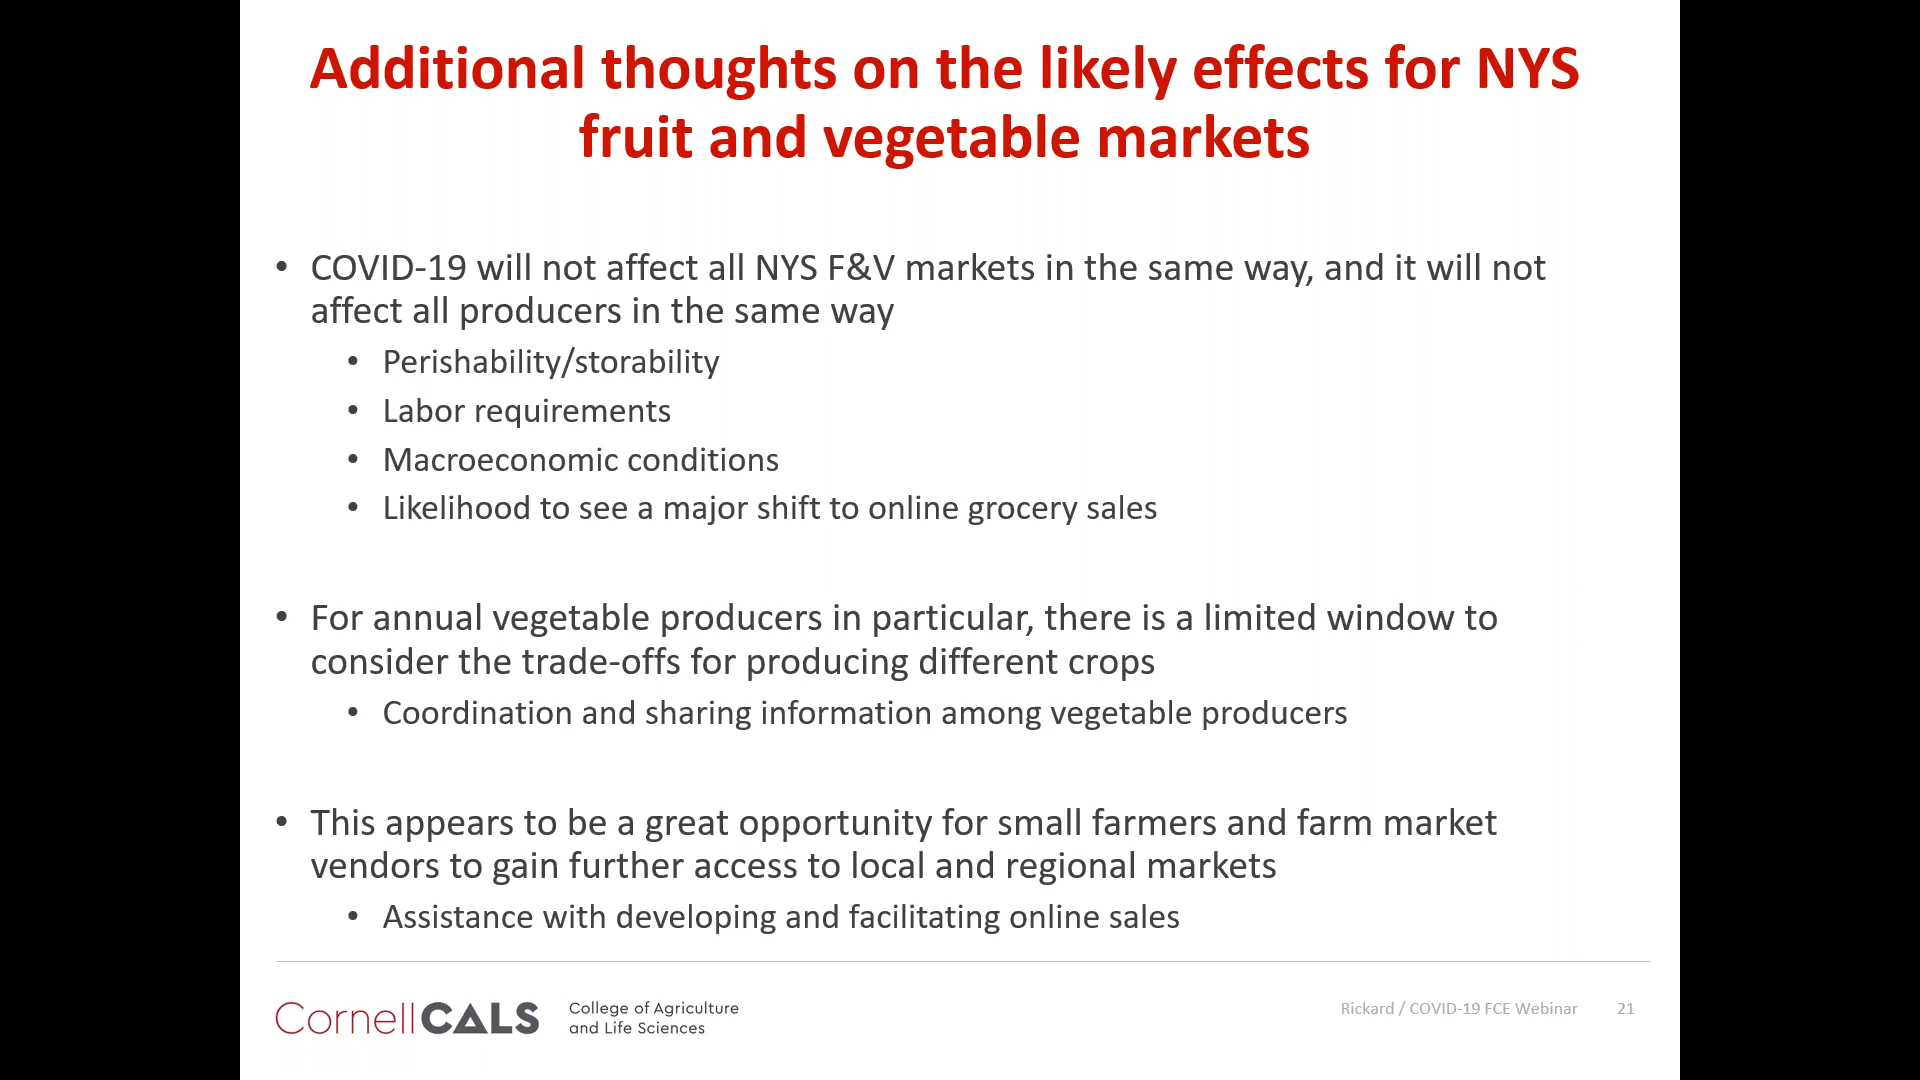 Additional thoughts on the likely effects for NYS
fruit and vegetable markets
• COVID-19 will not affect all NYS F&V markets in the same way, and it will not
affect all producers in the same way
• Perishability/storability
• Labor requirements
• Macroeconomic conditions
• Likelihood to see a major shift to online grocery sales
• For annual vegetable producers in particular, there is a limited window to
consider the trade-offs for producing different crops
• Coordination and sharing information among vegetable producers
• This appears to be a great opportunity for small farmers and farm market
vendors to gain further access to local and regional markets
• Assistance with developing and facilitating online sales
CornellCALS
College of Agriculture
and Life Sciences
Rickard / COVID-19 FCE Webinar 21